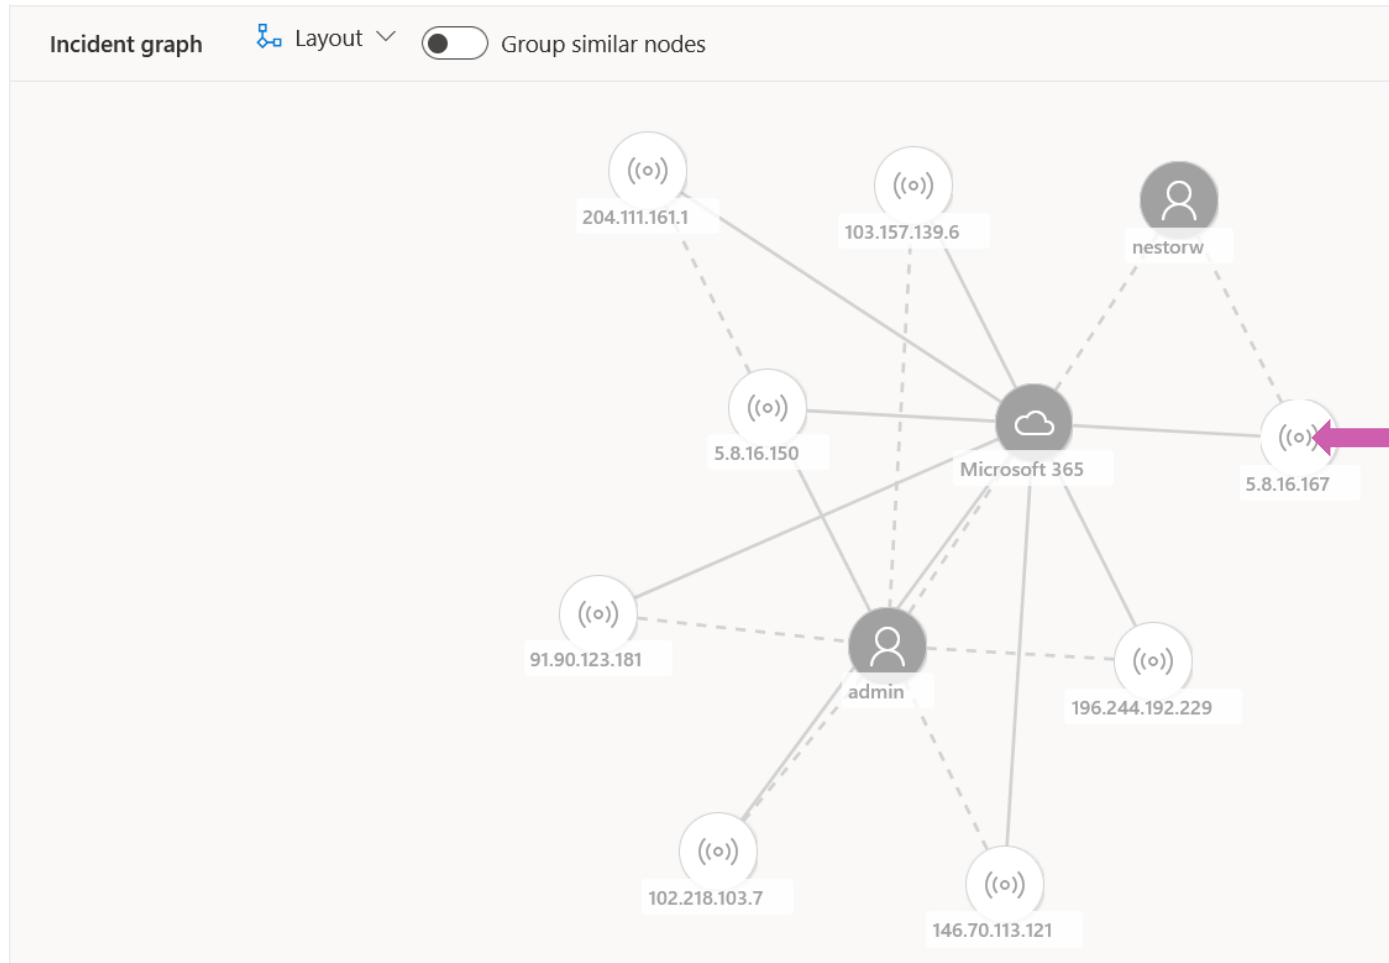 Incident graph
Layout
Group similar nodes
204.111.161.1
103.157.139.6
nestorw
5.8.16.150
Microsoft 365
5.8.16.167
91.90.123.181
admin
196.244.192.229
102.218.103.7
146.70.113.121